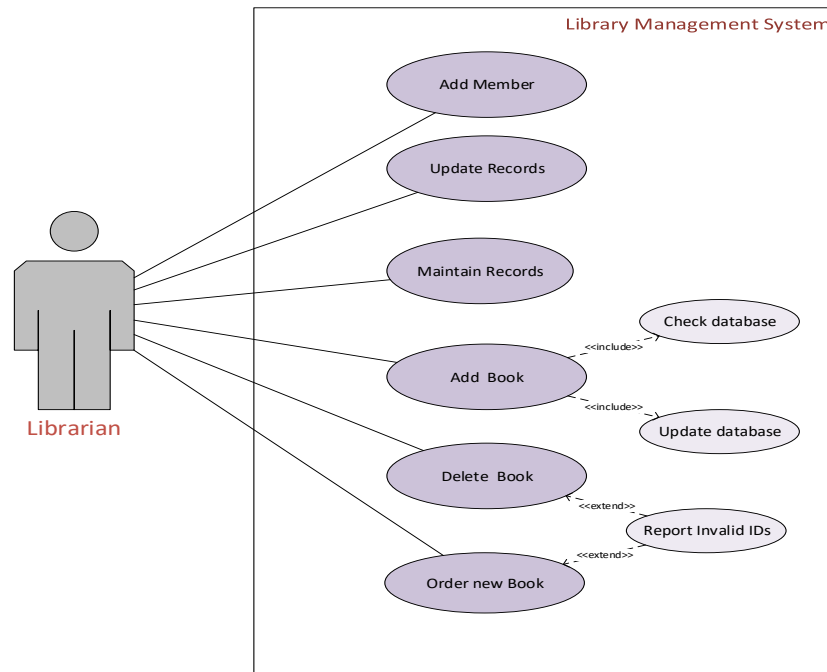 Library Management System
Add Member
Update Records
Maintain Records
Check database
<<include>>
Add Book
<<include>>
Librarian
Update database
Delete Book
<<extend>>
Report Invalid IDs
<<extend>>
Order new Book